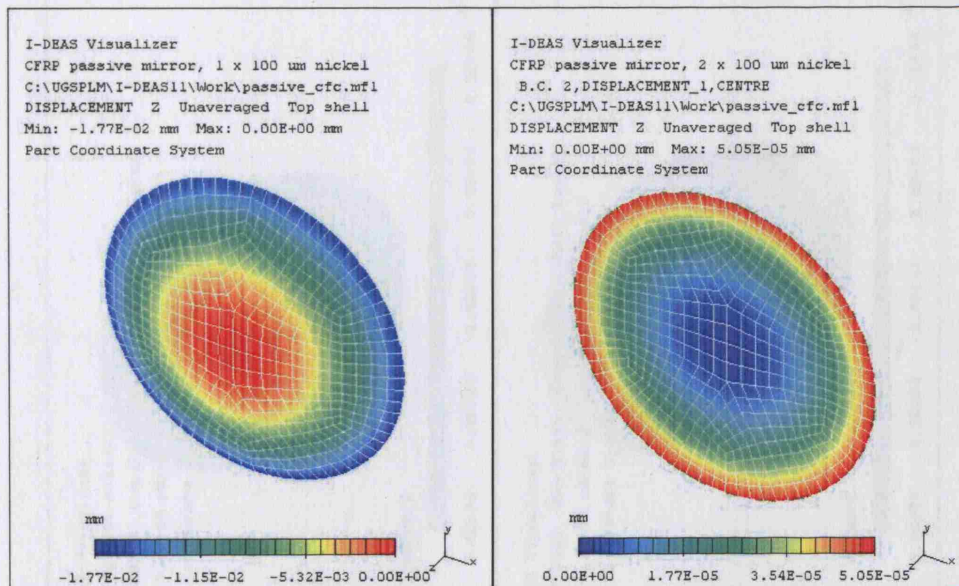 I-DEAS Visualizer
CFRP passive mirror, 1 x 100 um nickel
C:\UGSPLM\I-DEAS11\Work\passive_cfc.mf1
DISPLACEMENT Z Unaveraged Top shell
Min: -1.77E-02 mm Max: 0.00E+00 mm
Part Coordinate System
mm
-1.77E-02 -1.15E-02 -5.32E-03 0.00E+00
y
z x
I-DEAS Visualizer
CFRP passive mirror, 2 x 100 um nickel
B.C. 2,DISPLACEMENT_1,CENTRE
C:\UGSPLM\I-DEAS11\Work\passive_cfc.mf1
DISPLACEMENT Z Unaveraged Top shell
Min: 0.00E+00 mm Max: 5.05E-05 mm
Part Coordinate System
mm
0.00E+00 1.77E-05 3.54E-05 5.05E-05
y
z x